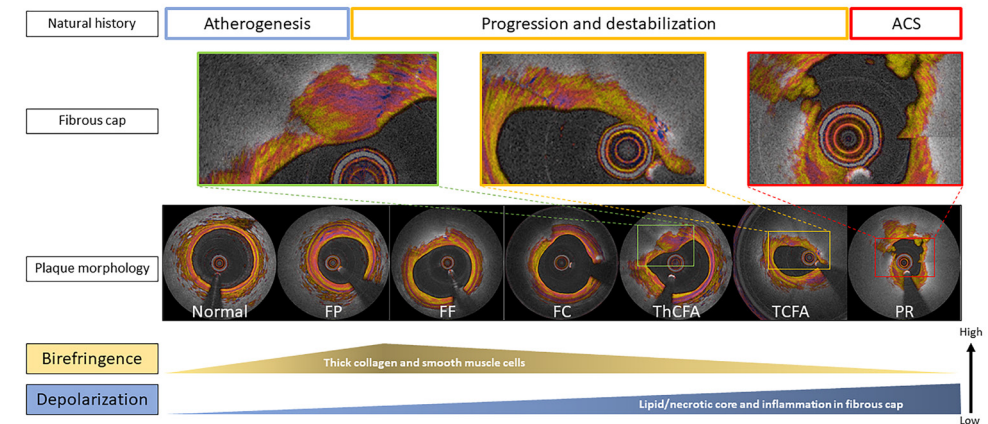 Natural history
Atherogenesis
Progression and destabilization
ACS
Fibrous cap
Plaque morphology
Normal
FP
FF
FC
ThCFA
TCFA
PR
High
Birefringence
Thick collagen and smooth muscle cells
Depolarization
Lipid/necrotic core and inflammation in fibrous cap
Low